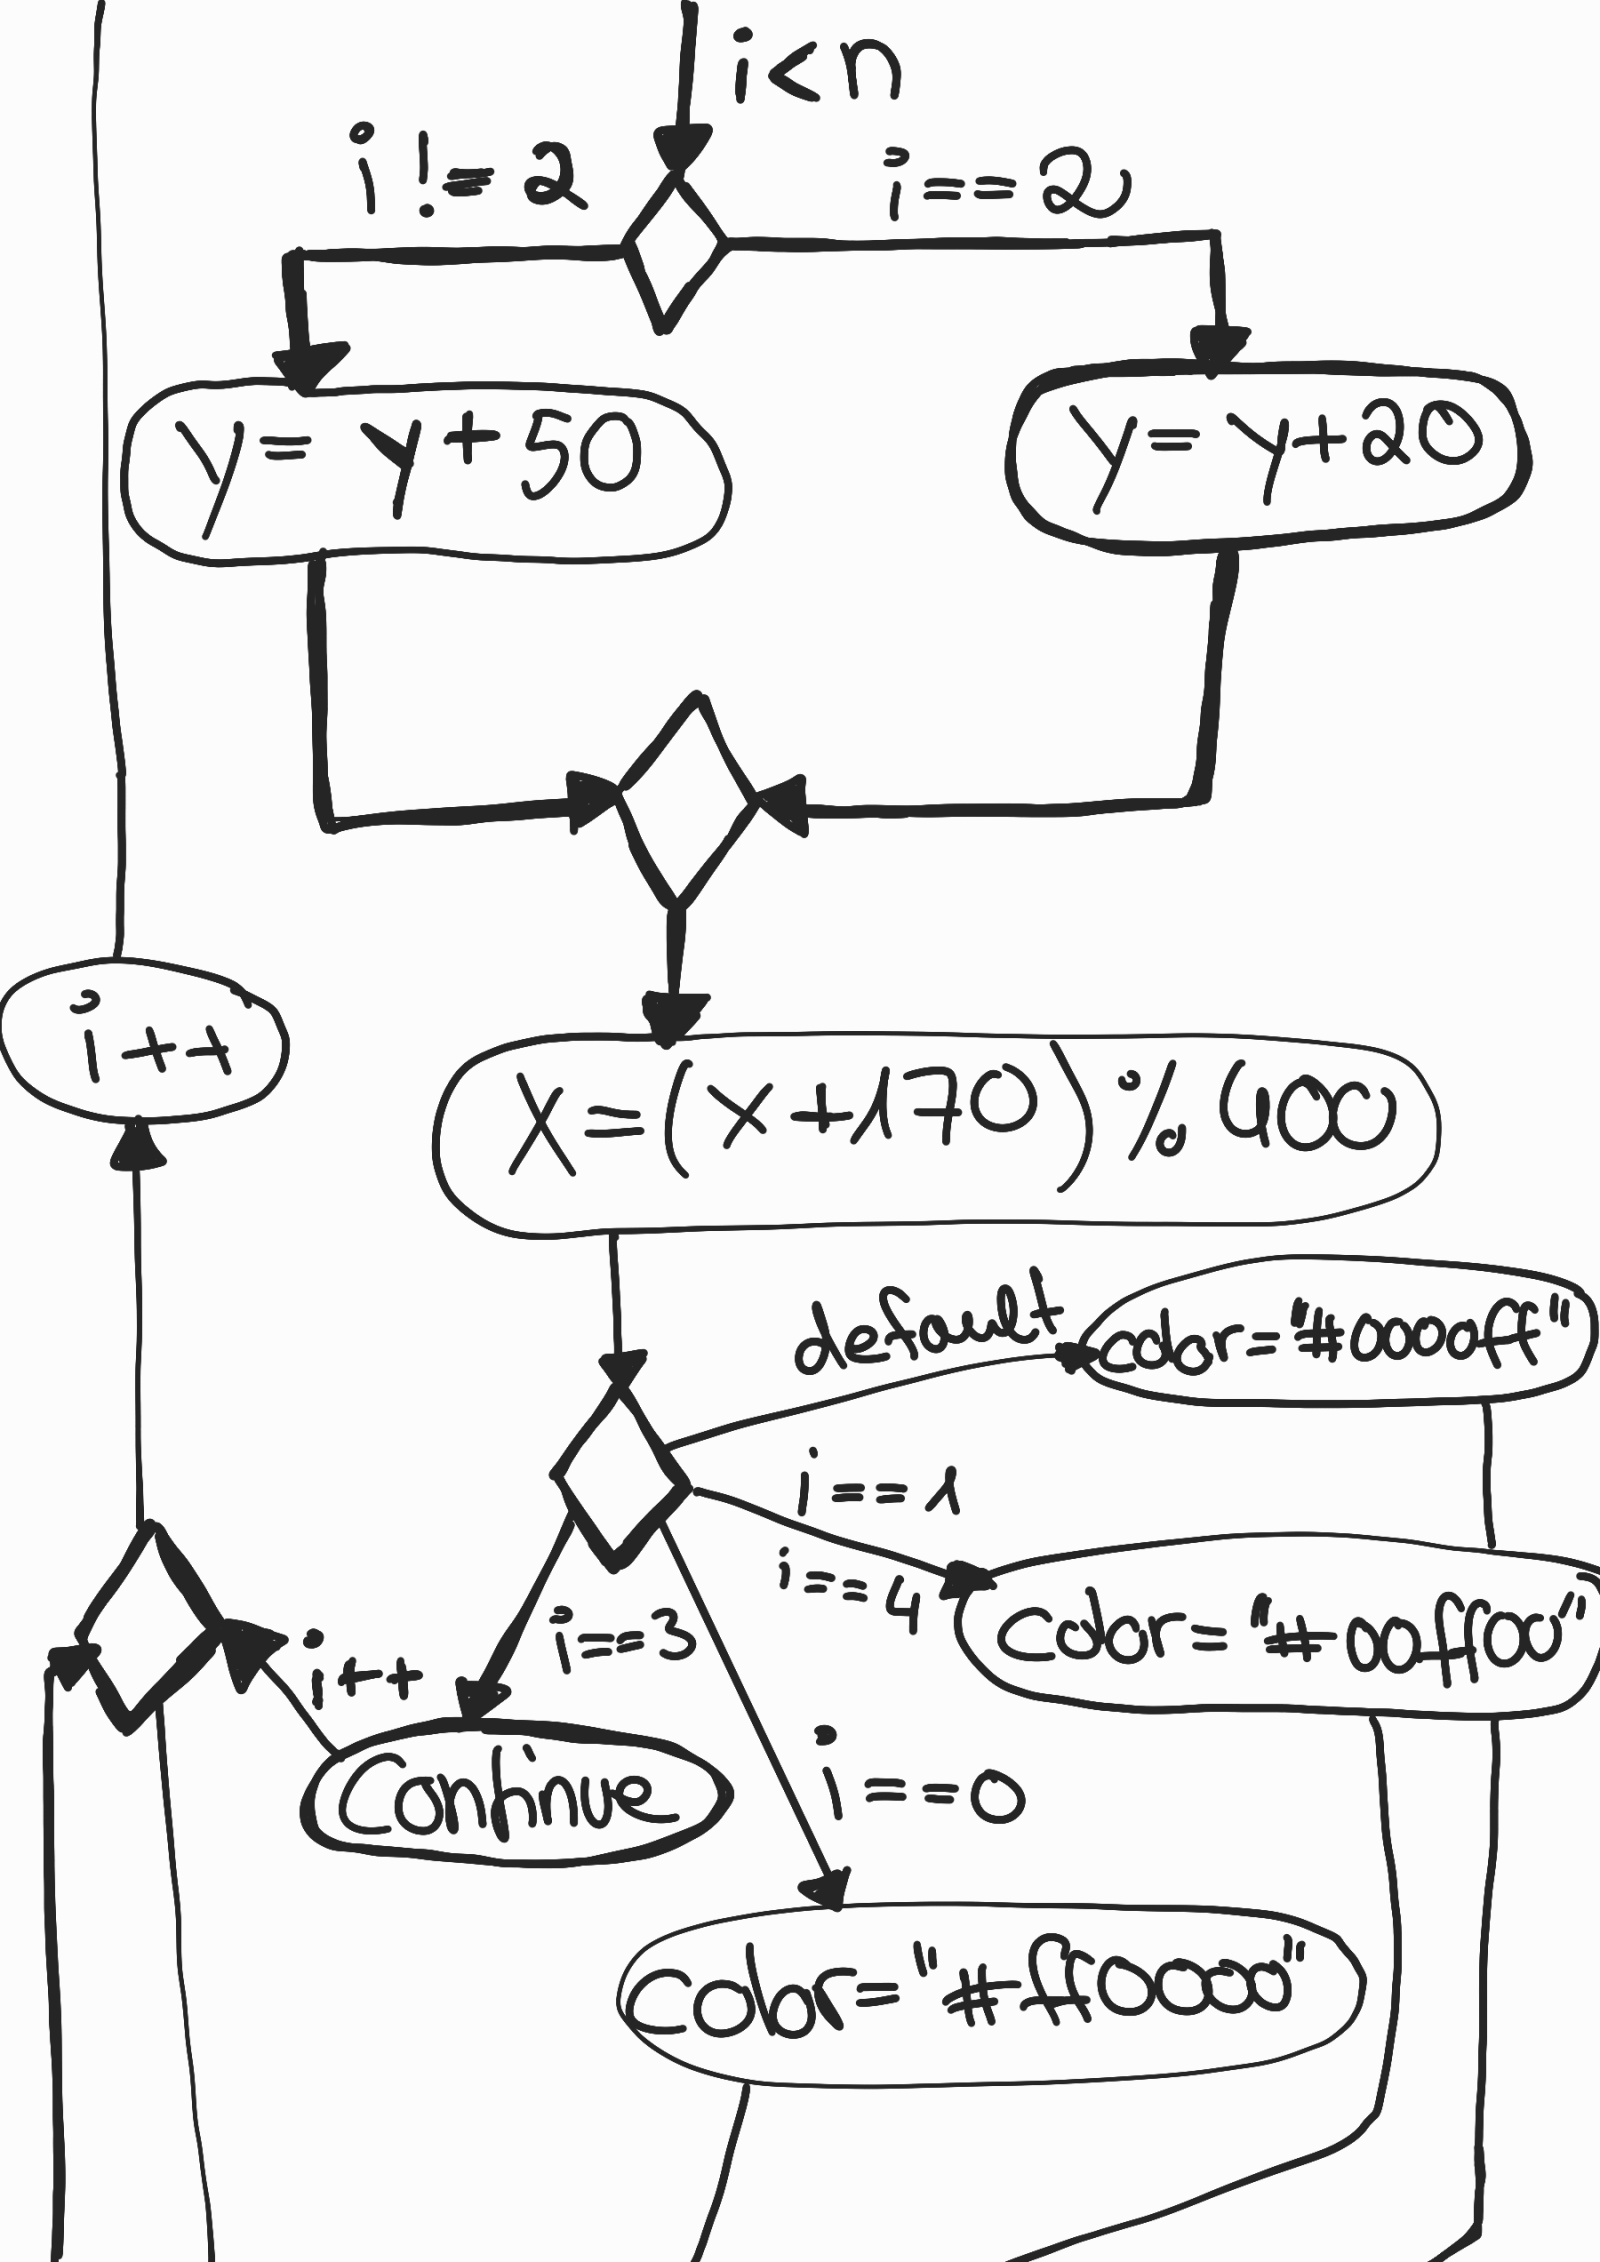 i<n
i != 2
i==2
y= y+50
y= y+20
i++
X=(x+170)%400
default
color="#0000ff"
i==1
i==4
Color="#00ff00"
i==3
i++
Continue
i==0
Color="#ff0000"